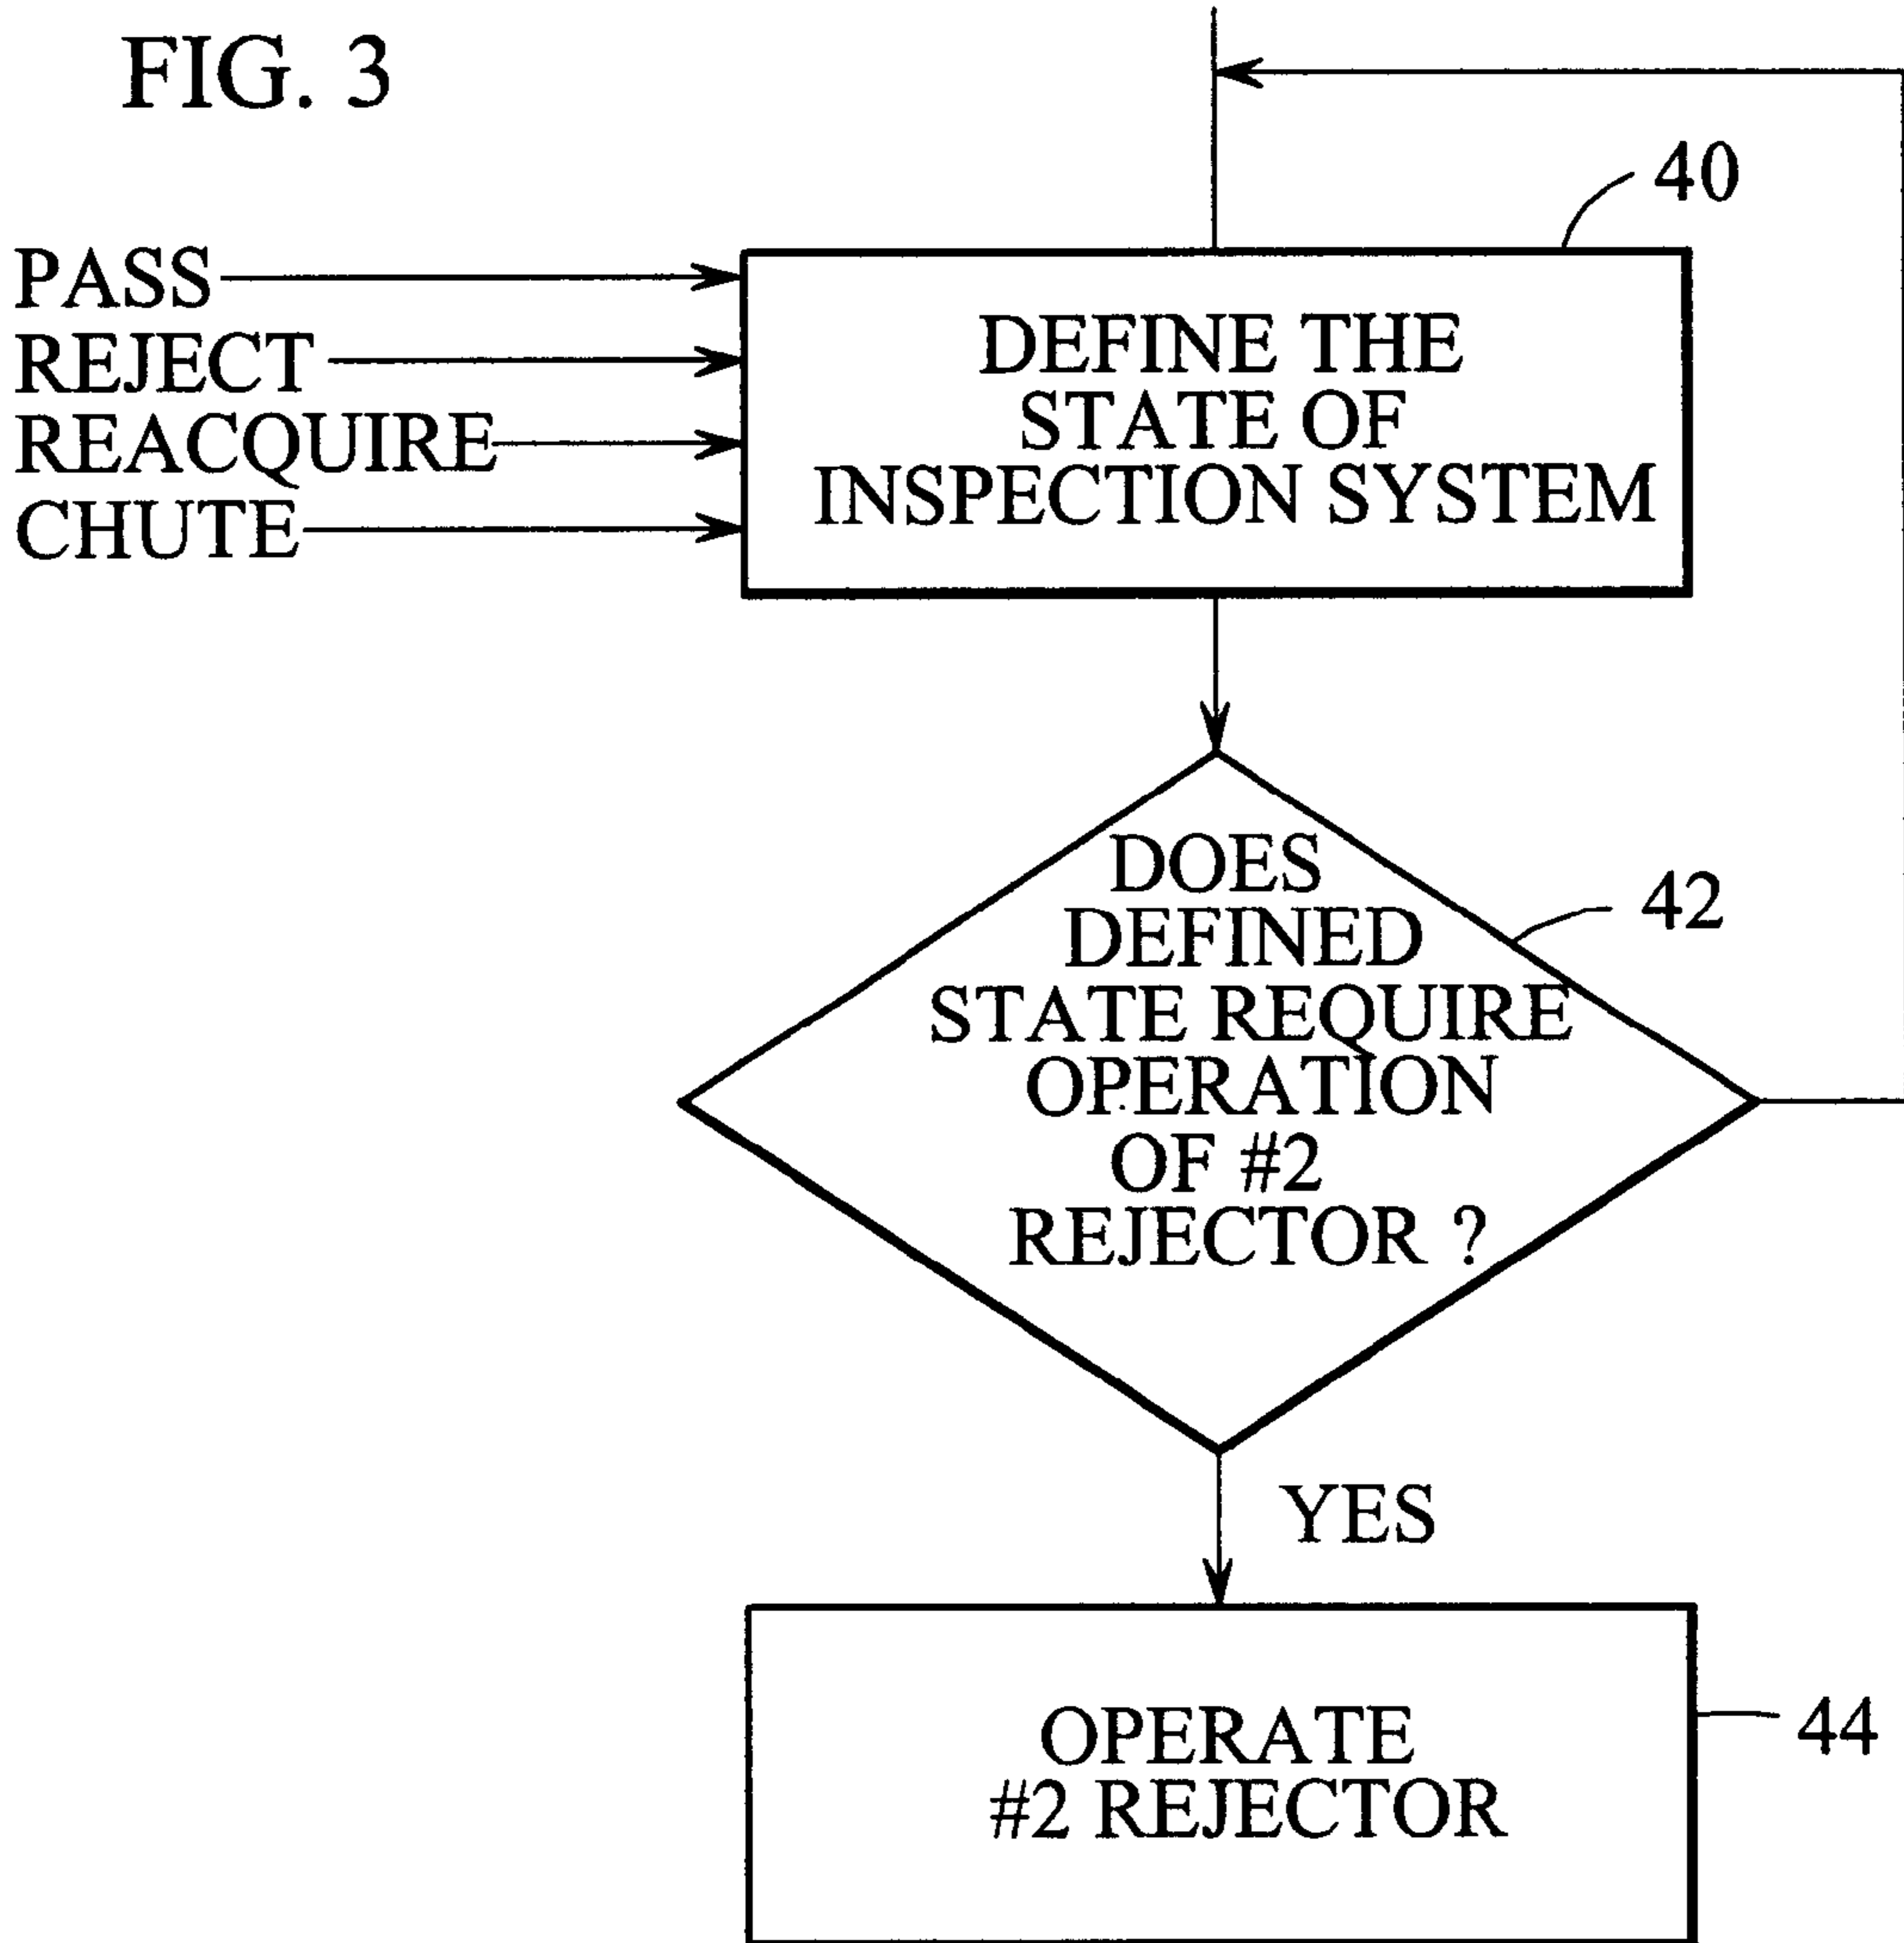 FIG. 3
40
PASS
REJECT
REACQUIRE
CHUTE
DEFINE THE
STATE OF
INSPECTION SYSTEM
DOES
DEFINED
STATE REQUIRE
OPERATION
OF #2
REJECTOR ?
42
YES
OPERATE
#2 REJECTOR
44